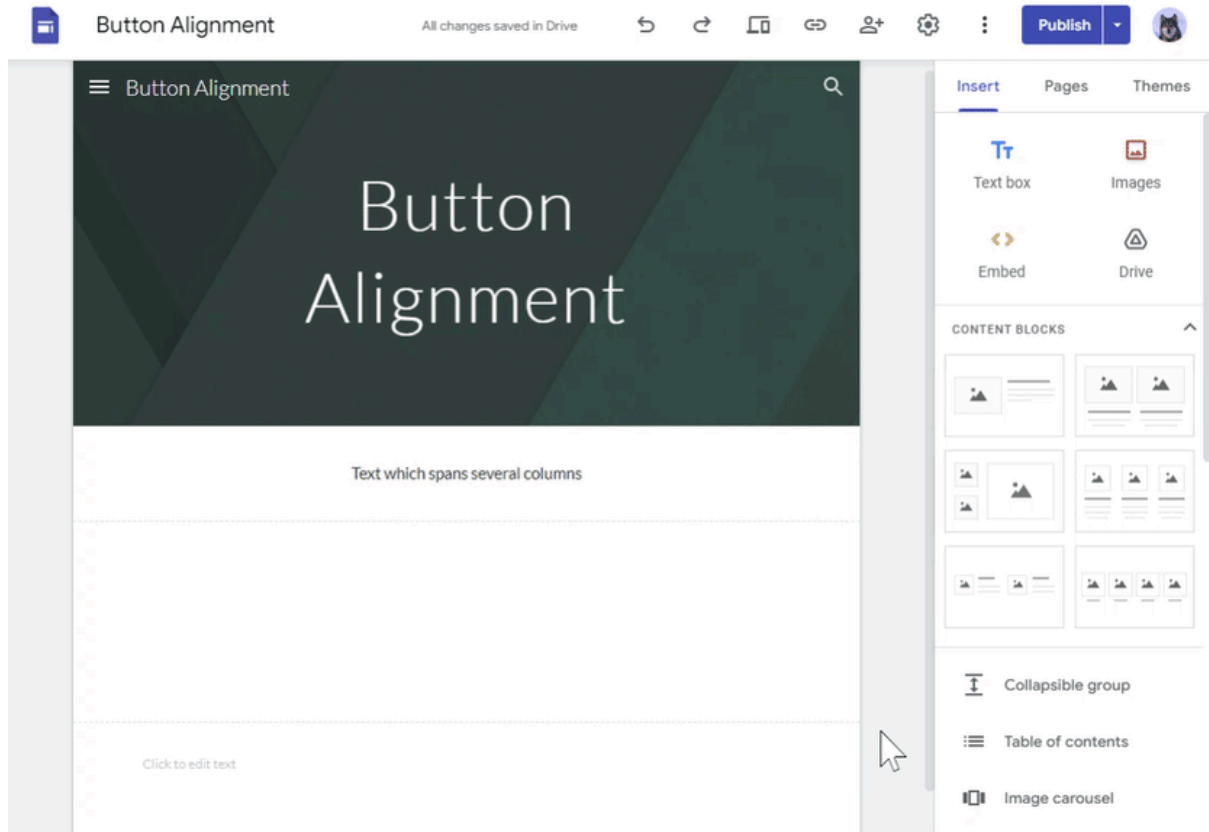 Button Alignment
All changes saved in Drive
Publish
Button Alignment
Button
Alignment
Text which spans several columns
Click to edit text
Insert Pages Themes
Tт Text box
Images
Embed
Drive
CONTENT BLOCKS
Collapsible group
Table of contents
Image carousel